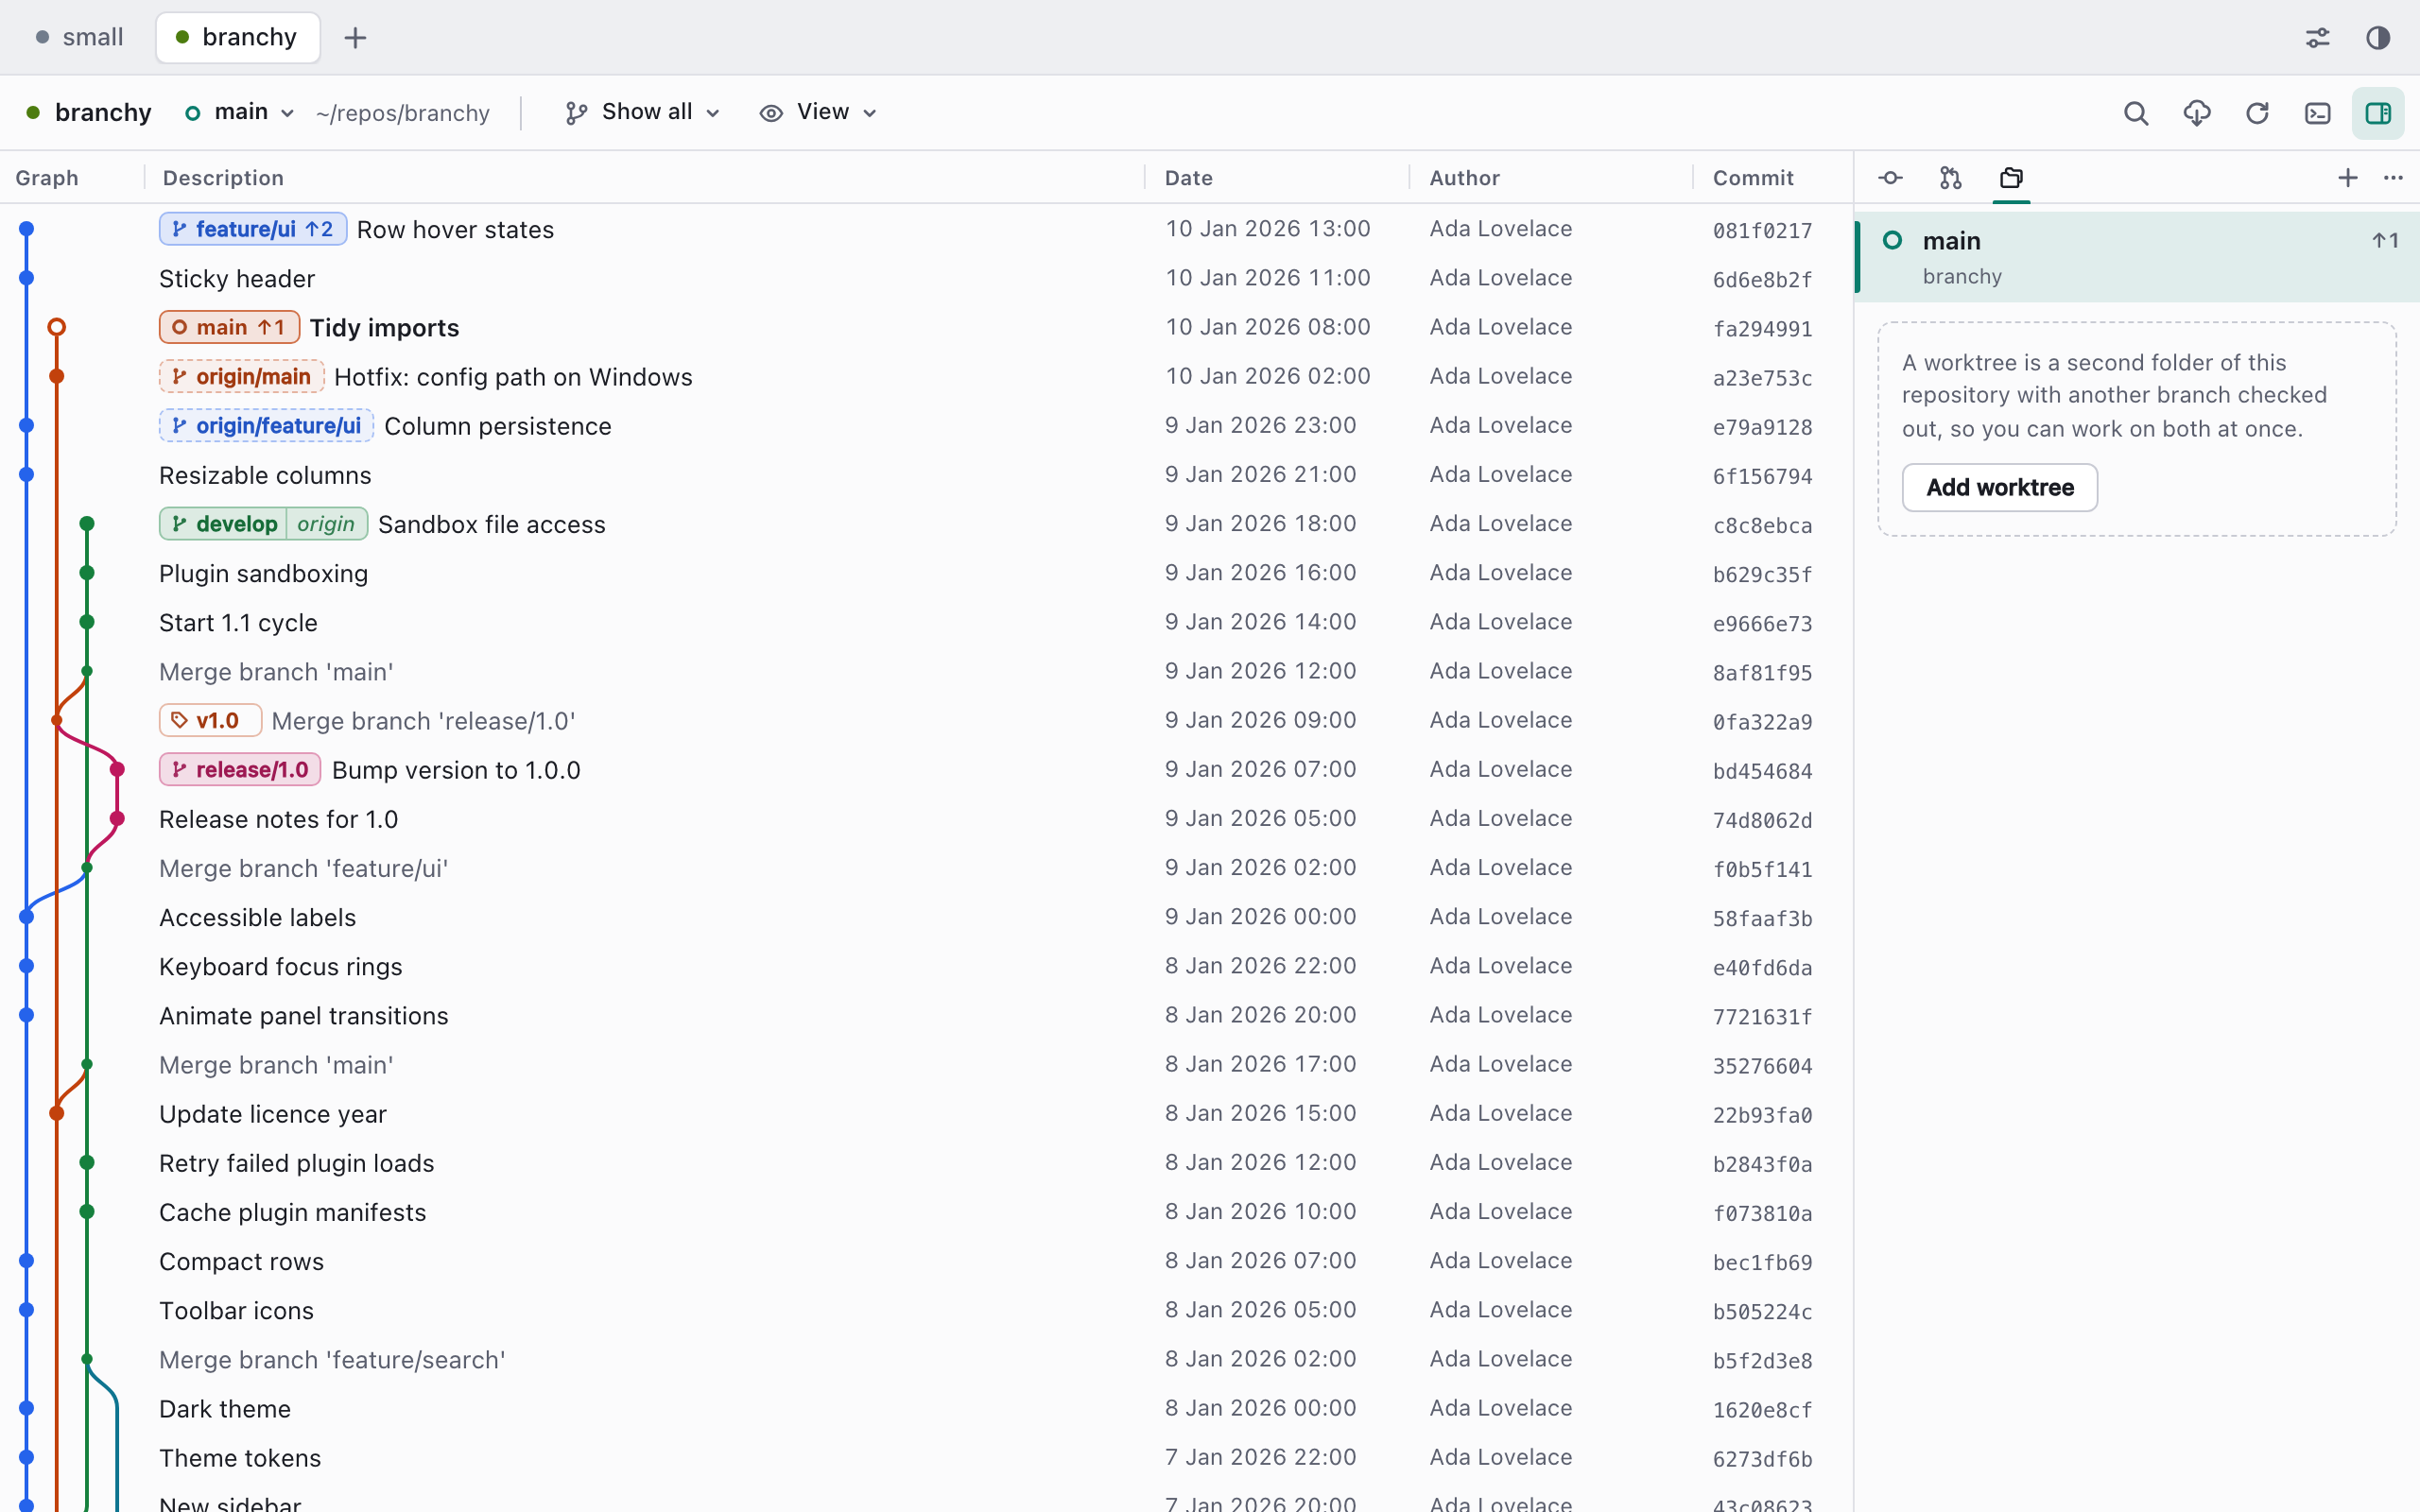 small
branchy
branchy main ~/repos/branchy Show all View
Graph Description Date Author Commit
feature/ui ↑2 Row hover states 10 Jan 2026 13:00 Ada Lovelace 081f0217
Sticky header 10 Jan 2026 11:00 Ada Lovelace 6d6e8b2f
main ↑1 Tidy imports 10 Jan 2026 08:00 Ada Lovelace fa294991
origin/main Hotfix: config path on Windows 10 Jan 2026 02:00 Ada Lovelace a23e753c
origin/feature/ui Column persistence 9 Jan 2026 23:00 Ada Lovelace e79a9128
Resizable columns 9 Jan 2026 21:00 Ada Lovelace 6f156794
develop origin Sandbox file access 9 Jan 2026 18:00 Ada Lovelace c8c8ebca
Plugin sandboxing 9 Jan 2026 16:00 Ada Lovelace b629c35f
Start 1.1 cycle 9 Jan 2026 14:00 Ada Lovelace e9666e73
Merge branch 'main' 9 Jan 2026 12:00 Ada Lovelace 8af81f95
v1.0 Merge branch 'release/1.0' 9 Jan 2026 09:00 Ada Lovelace 0fa322a9
release/1.0 Bump version to 1.0.0 9 Jan 2026 07:00 Ada Lovelace bd454684
Release notes for 1.0 9 Jan 2026 05:00 Ada Lovelace 74d8062d
Merge branch 'feature/ui' 9 Jan 2026 02:00 Ada Lovelace f0b5f141
Accessible labels 9 Jan 2026 00:00 Ada Lovelace 58faaf3b
Keyboard focus rings 8 Jan 2026 22:00 Ada Lovelace e40fd6da
Animate panel transitions 8 Jan 2026 20:00 Ada Lovelace 7721631f
Merge branch 'main' 8 Jan 2026 17:00 Ada Lovelace 35276604
Update licence year 8 Jan 2026 15:00 Ada Lovelace 22b93fa0
Retry failed plugin loads 8 Jan 2026 12:00 Ada Lovelace b2843f0a
Cache plugin manifests 8 Jan 2026 10:00 Ada Lovelace f073810a
Compact rows 8 Jan 2026 07:00 Ada Lovelace bec1fb69
Toolbar icons 8 Jan 2026 05:00 Ada Lovelace b505224c
Merge branch 'feature/search' 8 Jan 2026 02:00 Ada Lovelace b5f2d3e8
Dark theme 8 Jan 2026 00:00 Ada Lovelace 1620e8cf
Theme tokens 7 Jan 2026 22:00 Ada Lovelace 6273df6b
New sidebar 7 Jan 2026 20:00 Ada Lovelace 43c08623
main ↑1
branchy
A worktree is a second folder of this
repository with another branch checked
out, so you can work on both at once.
Add worktree